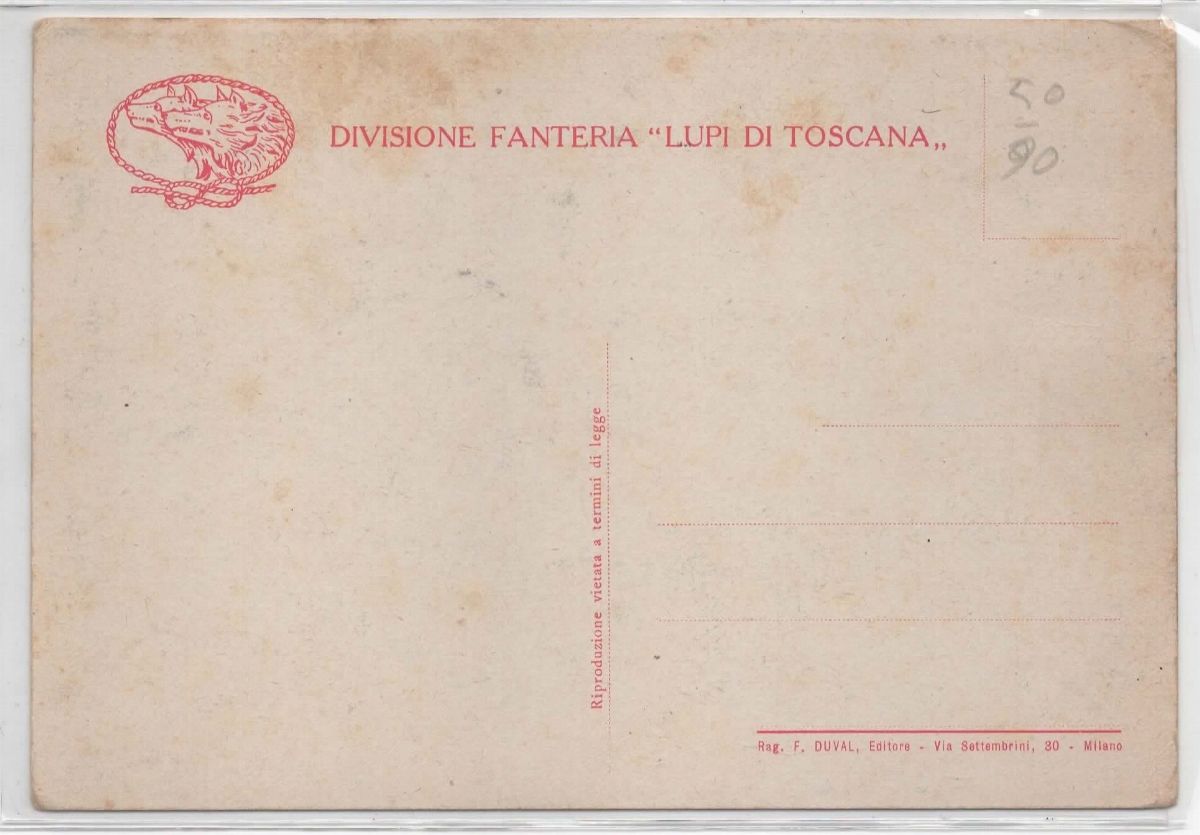 DIVISIONE FANTERIA “LUPI DI TOSCANA„
50
90
Riproduzione vietata a termini di legge
Rag. F. DUVAL, Editore - Via Settembrini, 30 - Milano